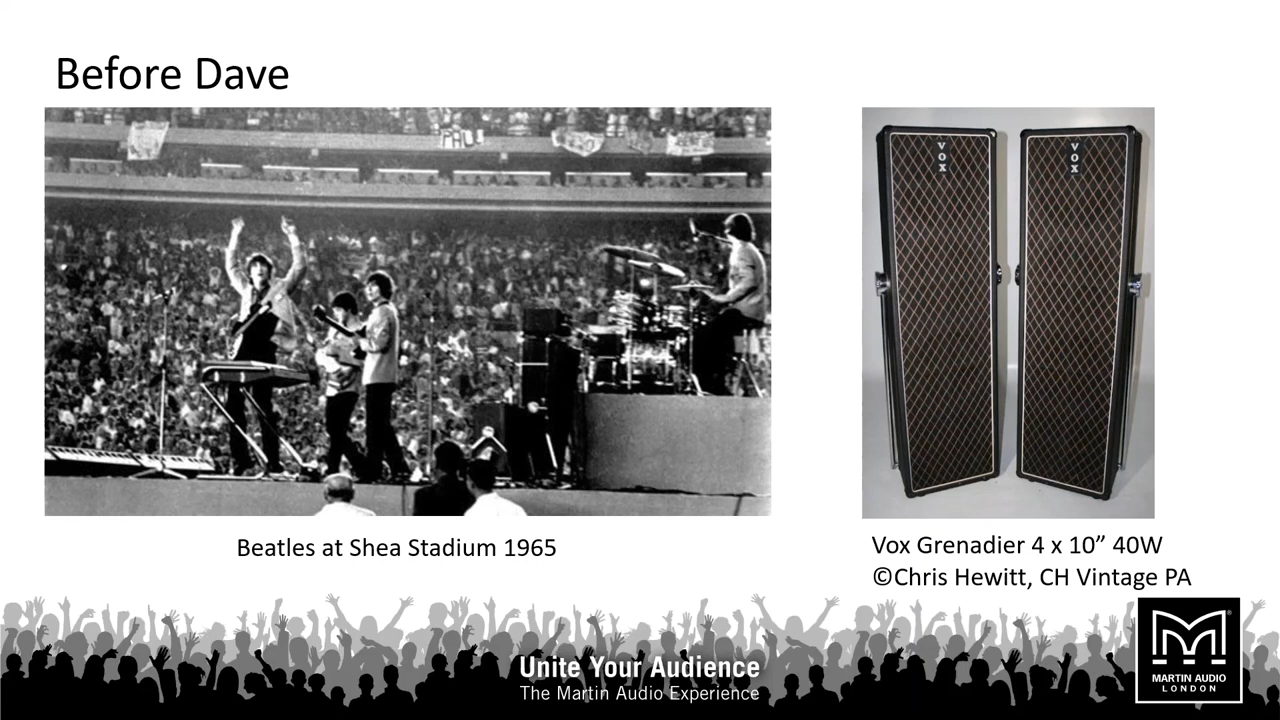 Before Dave
PAUL
VOX
VOX
Beatles at Shea Stadium 1965
Vox Grenadier 4 x 10” 40W
©Chris Hewitt, CH Vintage PA
Unite Your Audience
The Martin Audio Experience
M®
MARTIN AUDIO
LONDON